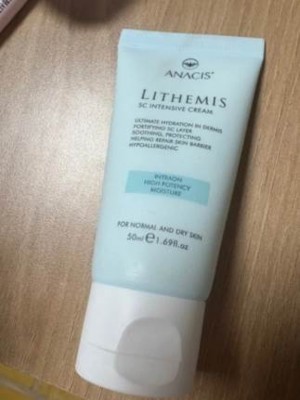 ANACIS
LITHEMIS
SC INTENSIVE CREAM
ULTIMATE HYDRATION IN DERMIS
FORTIFYING SC LAYER
SOOTHING, PROTECTING
HELPING REPAIR SKIN BARRIER
HYPOALLERGENIC
HIGH POTENCY
MOISTURE
FOR NORMAL AND DRY SKIN
50ml e 1.69fl.oz